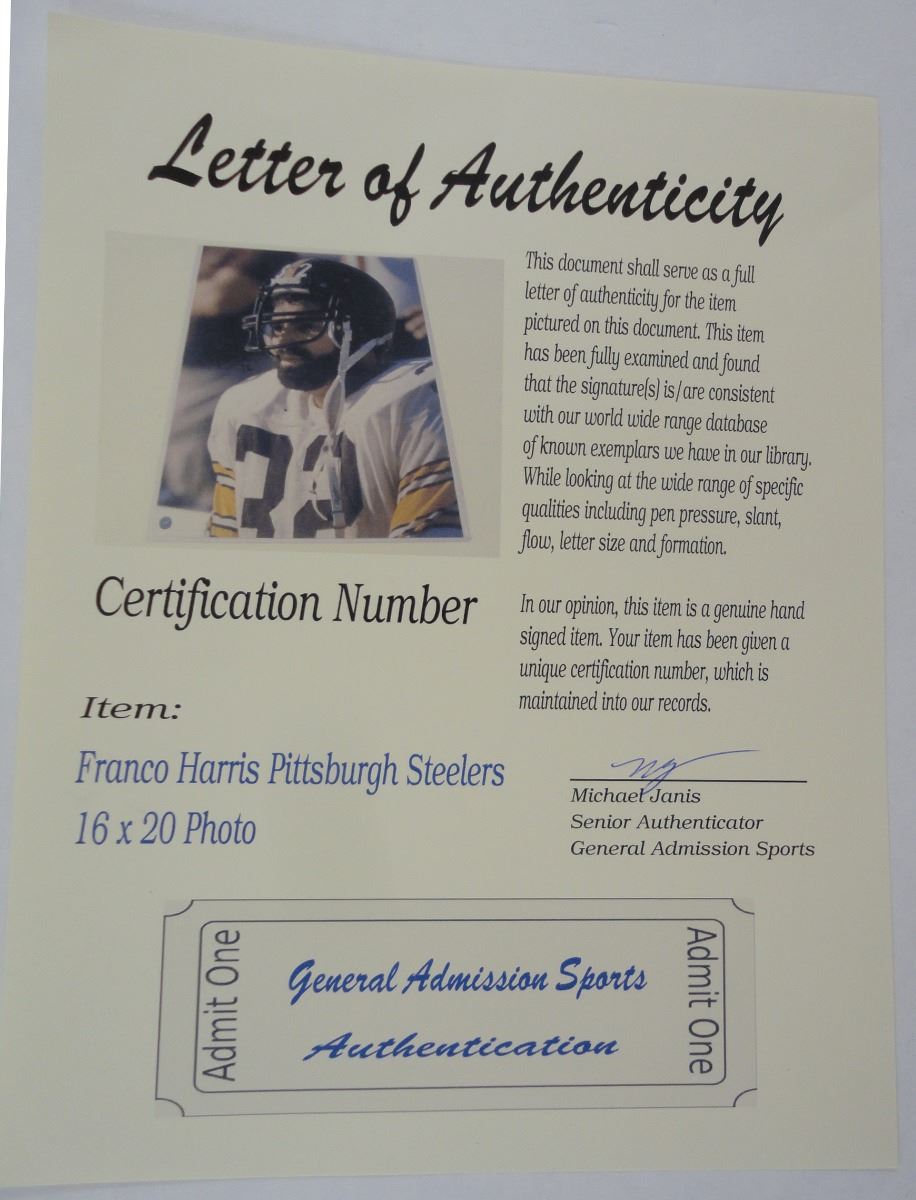 Letter of Authenticity
This document shall serve as a full
letter of authenticity for the item
pictured on this document. This item
has been fully examined and found
that the signature(s) is/are consistent
with our world wide range database
of known exemplars we have in our library.
While looking at the wide range of specific
qualities including pen pressure, slant,
flow, letter size and formation.
In our opinion, this item is a genuine hand
signed item. Your item has been given a
unique certification number, which is
maintained into our records.
32
Certification Number
Item:
Franco Harris Pittsburgh Steelers
16 x 20 Photo
Michael Janis
Senior Authenticator
General Admission Sports
Admit One
General Admission Sports
Authentication
Admit One